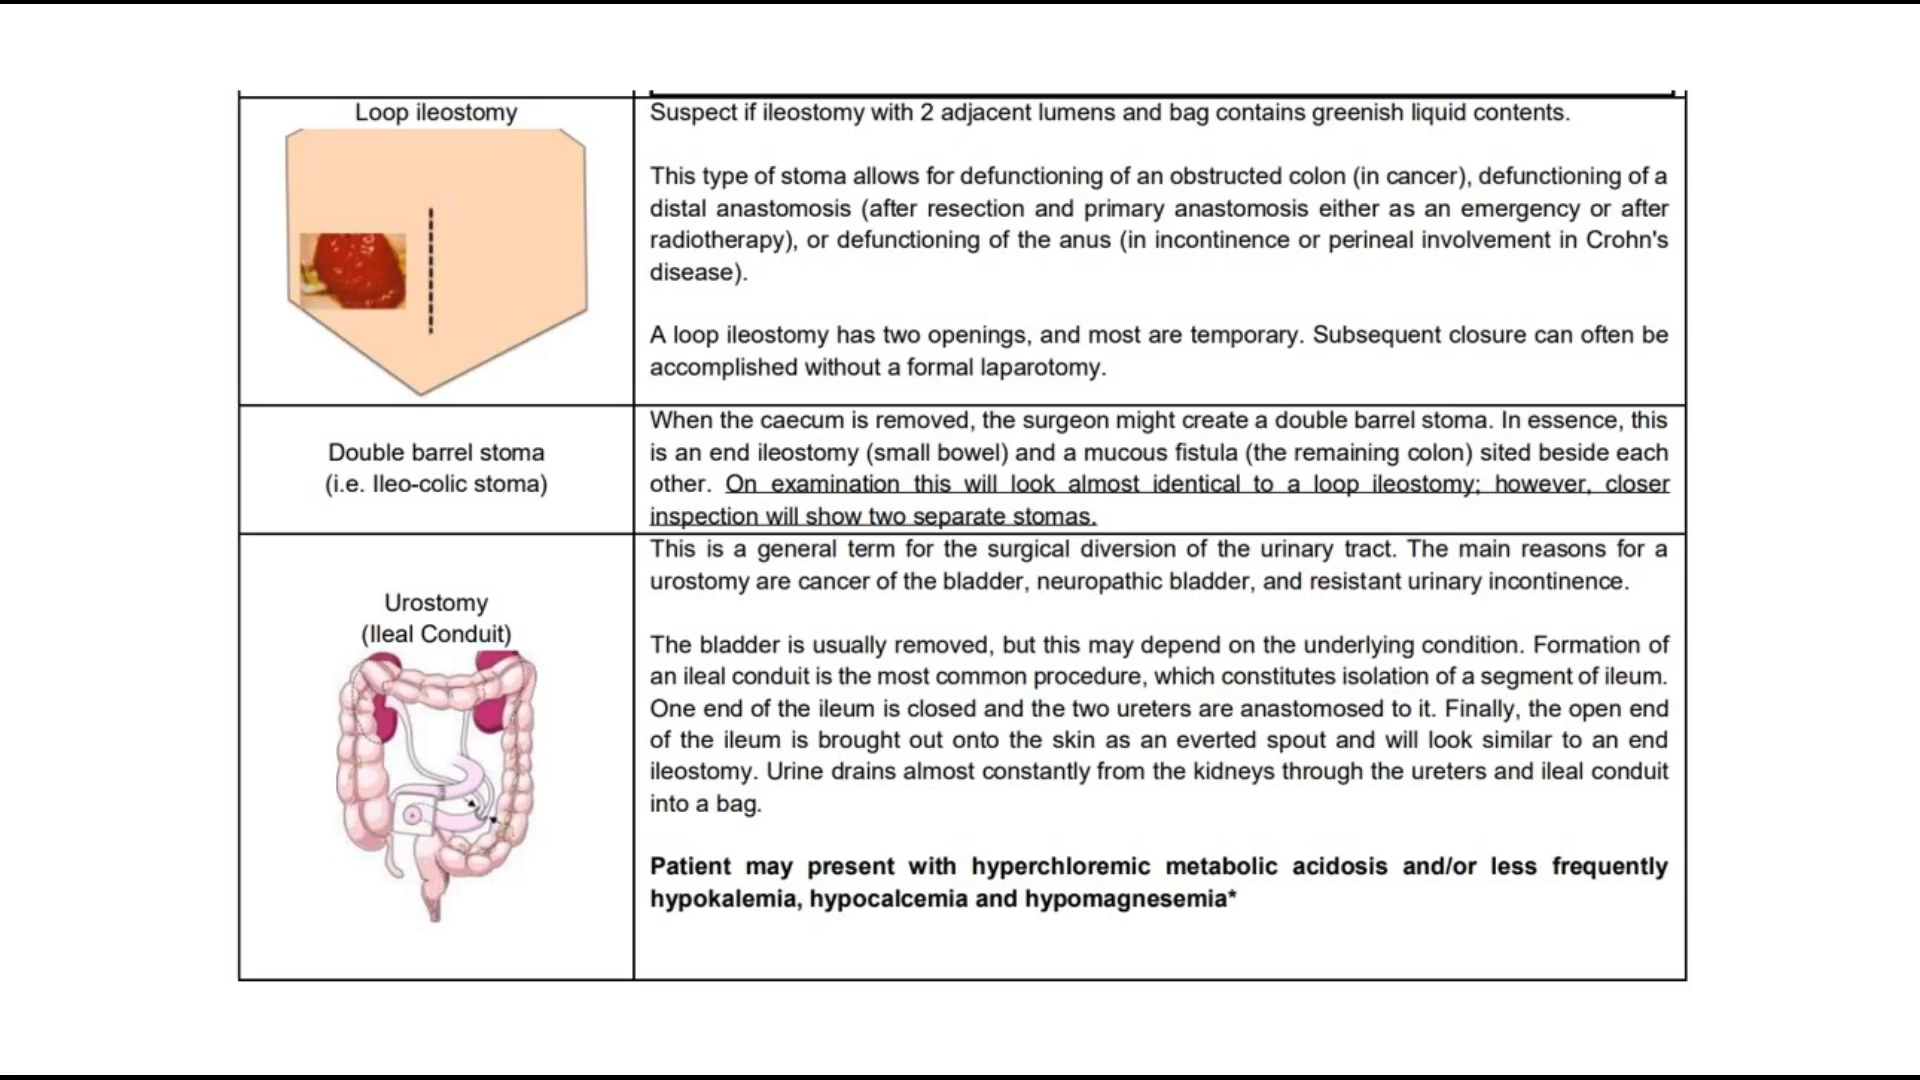 Loop ileostomy
Suspect if ileostomy with 2 adjacent lumens and bag contains greenish liquid contents.
This type of stoma allows for defunctioning of an obstructed colon (in cancer), defunctioning of a
distal anastomosis (after resection and primary anastomosis either as an emergency or after
radiotherapy), or defunctioning of the anus (in incontinence or perineal involvement in Crohn's
disease).
A loop ileostomy has two openings, and most are temporary. Subsequent closure can often be
accomplished without a formal laparotomy.
Double barrel stoma
(i.e. Ileo-colic stoma)
When the caecum is removed, the surgeon might create a double barrel stoma. In essence, this
is an end ileostomy (small bowel) and a mucous fistula (the remaining colon) sited beside each
other. On examination this will look almost identical to a loop ileostomy; however, closer
inspection will show two separate stomas.
Urostomy
(Ileal Conduit)
This is a general term for the surgical diversion of the urinary tract. The main reasons for a
urostomy are cancer of the bladder, neuropathic bladder, and resistant urinary incontinence.
The bladder is usually removed, but this may depend on the underlying condition. Formation of
an ileal conduit is the most common procedure, which constitutes isolation of a segment of ileum.
One end of the ileum is closed and the two ureters are anastomosed to it. Finally, the open end
of the ileum is brought out onto the skin as an everted spout and will look similar to an end
ileostomy. Urine drains almost constantly from the kidneys through the ureters and ileal conduit
into a bag.
Patient may present with hyperchloremic metabolic acidosis and/or less frequently
hypokalemia, hypocalcemia and hypomagnesemia*